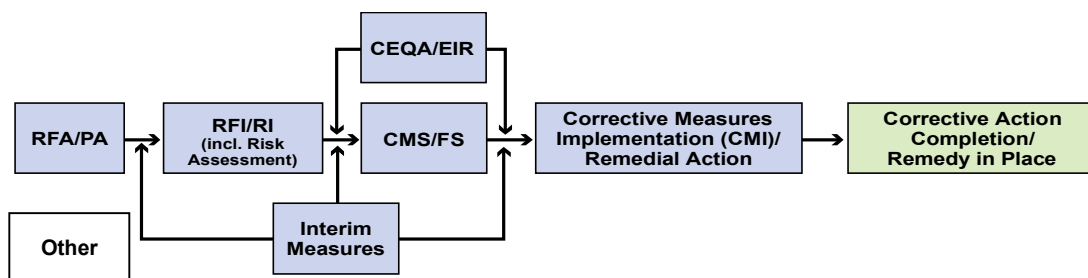 CEQA/EIR
RFA/PA
RFI/RI
(incl. Risk
Assessment)
CMS/FS
Corrective Measures
Implementation (CMI)/
Remedial Action
Corrective Action
Completion/
Remedy in Place
Other
Interim
Measures